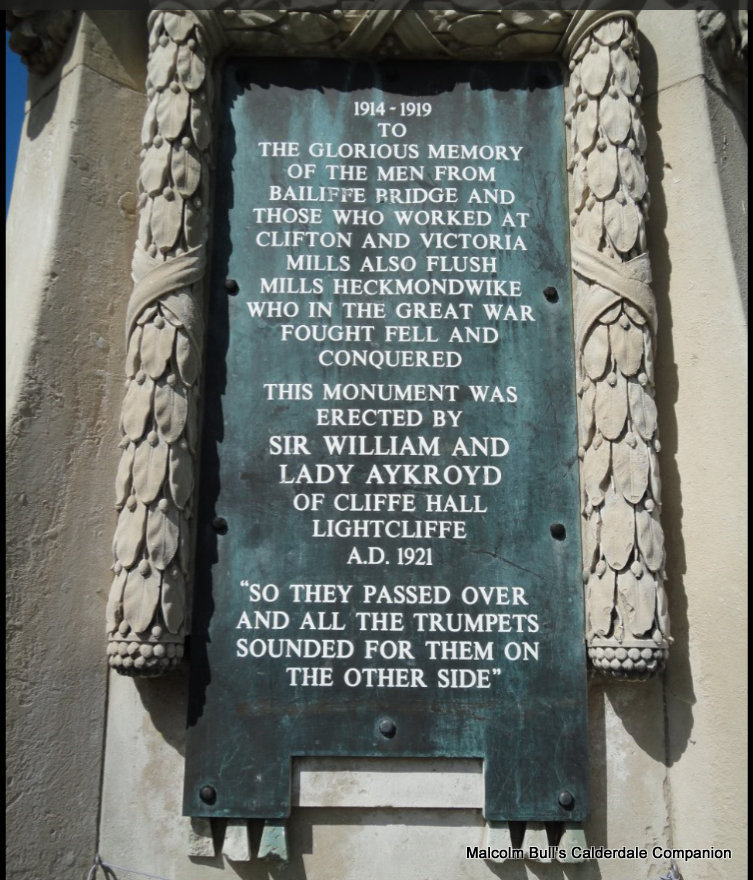 1914 - 1919
TO
THE GLORIOUS MEMORY
OF THE MEN FROM
BAILIFFE BRIDGE AND
THOSE WHO WORKED AT
CLIFTON AND VICTORIA
MILLS ALSO FLUSH
MILLS HECKMONDWIKE
WHO IN THE GREAT WAR
FOUGHT FELL AND
CONQUERED
THIS MONUMENT WAS
ERECTED BY
SIR WILLIAM AND
LADY AYKROYD
OF CLIFFE HALL
LIGHTCLIFFE
A.D. 1921
“SO THEY PASSED OVER
AND ALL THE TRUMPETS
SOUNDED FOR THEM ON
THE OTHER SIDE”
Malcolm Bull's Calderdale Companion